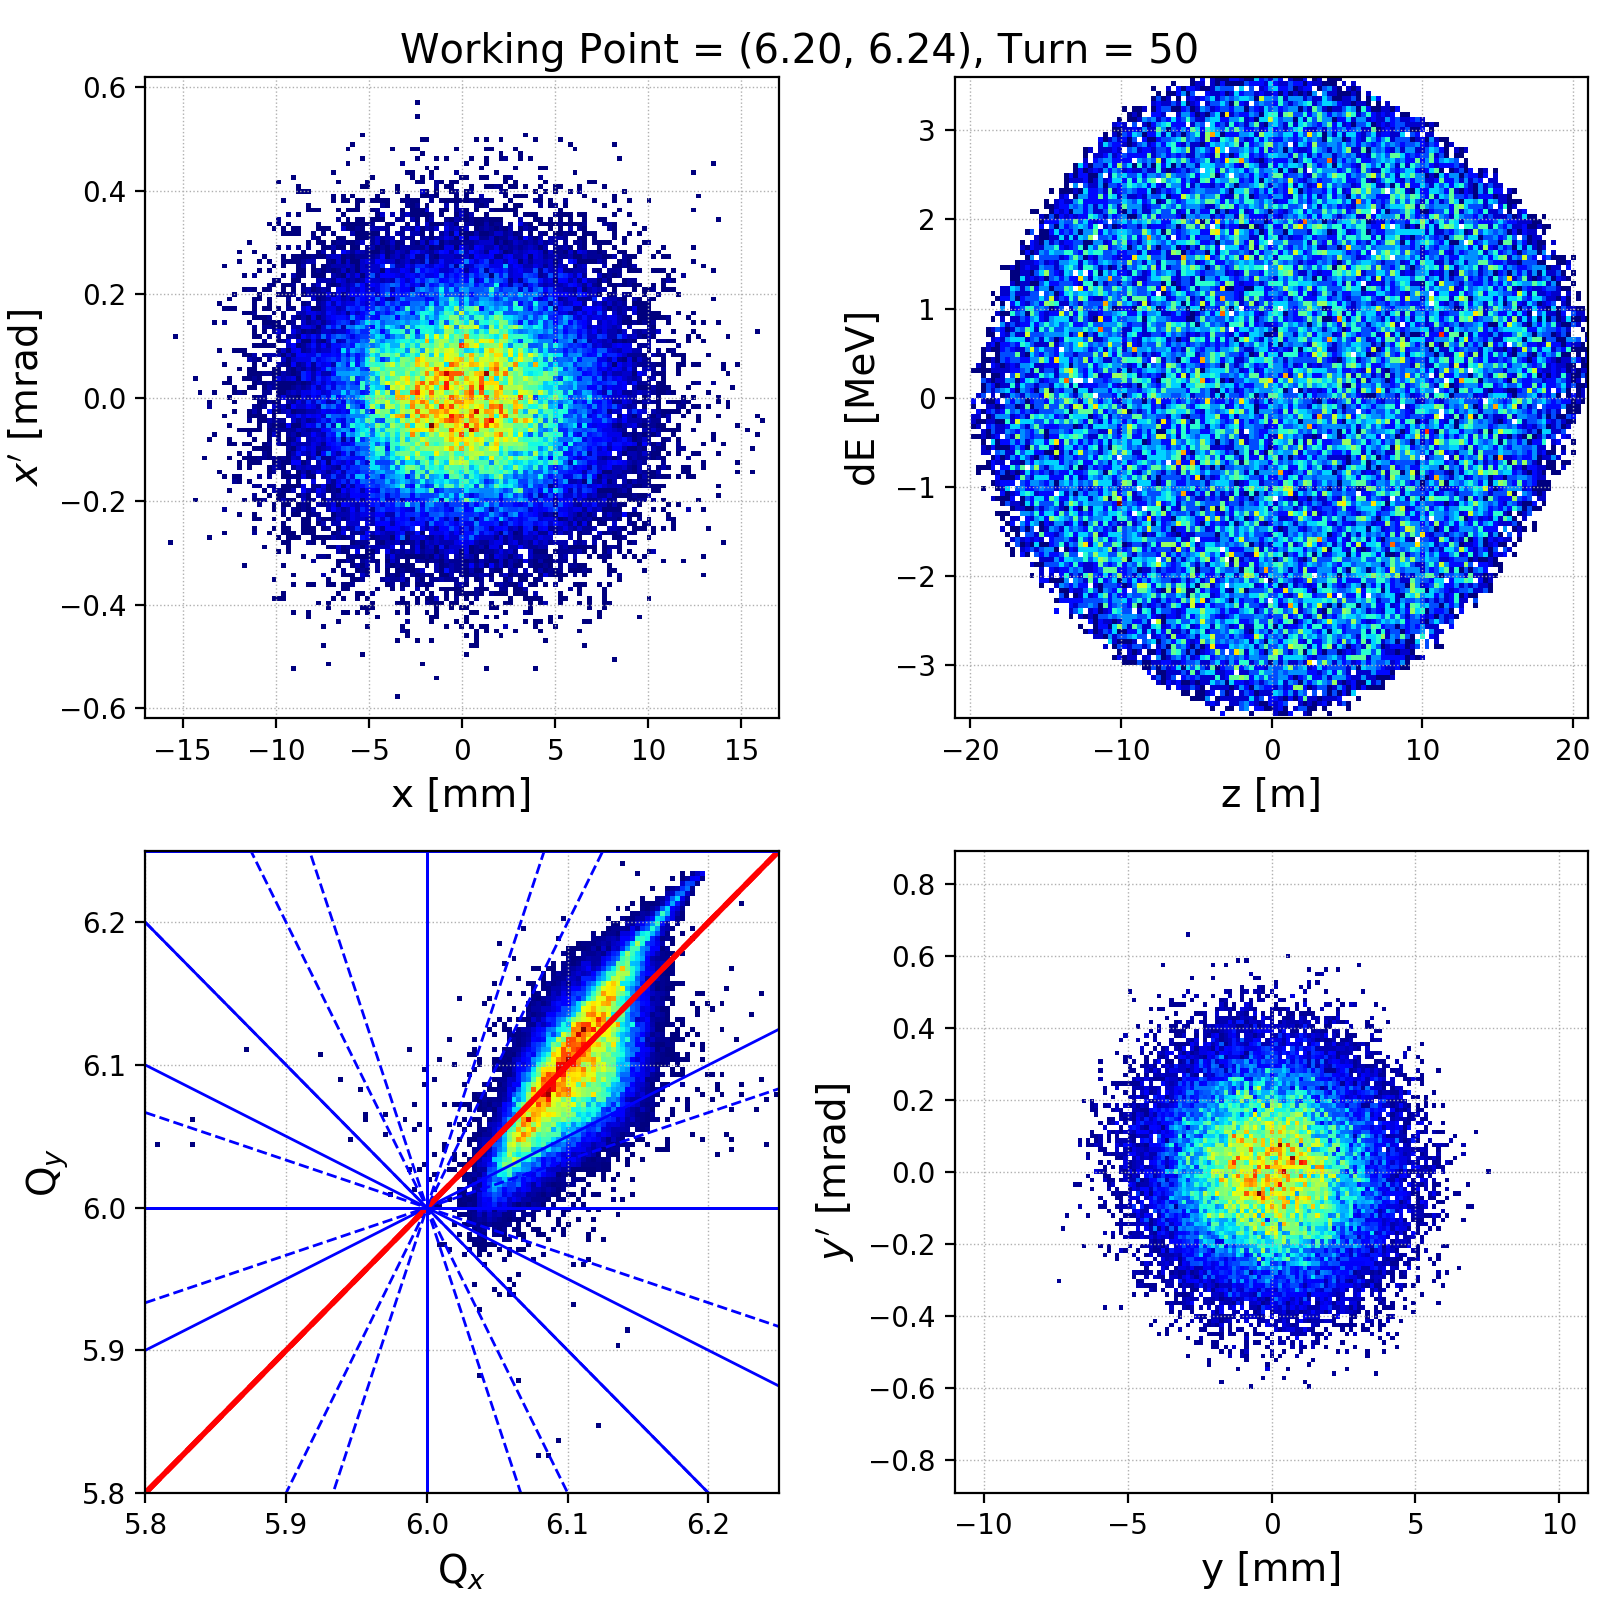 Working Point = (6.20, 6.24), Turn = 50
0.6
0.4
0.2
0.0
−0.2
−0.4
−0.6
x′ [mrad]
−15 −10 −5 0 5 10 15
x [mm]
3
2
1
0
−1
−2
−3
dE [MeV]
−20 −10 0 10 20
z [m]
6.2
6.1
6.0
5.9
5.8
Qy
5.8 5.9 6.0 6.1 6.2
Qx
0.8
0.6
0.4
0.2
0.0
−0.2
−0.4
−0.6
−0.8
y′ [mrad]
−10 −5 0 5 10
y [mm]